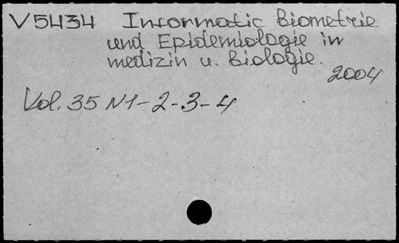 V5434 Informatic Biometrie
und Epidemiologie in
medizin u. Biologie.
2004
Vol. 35 N1-2-3-4